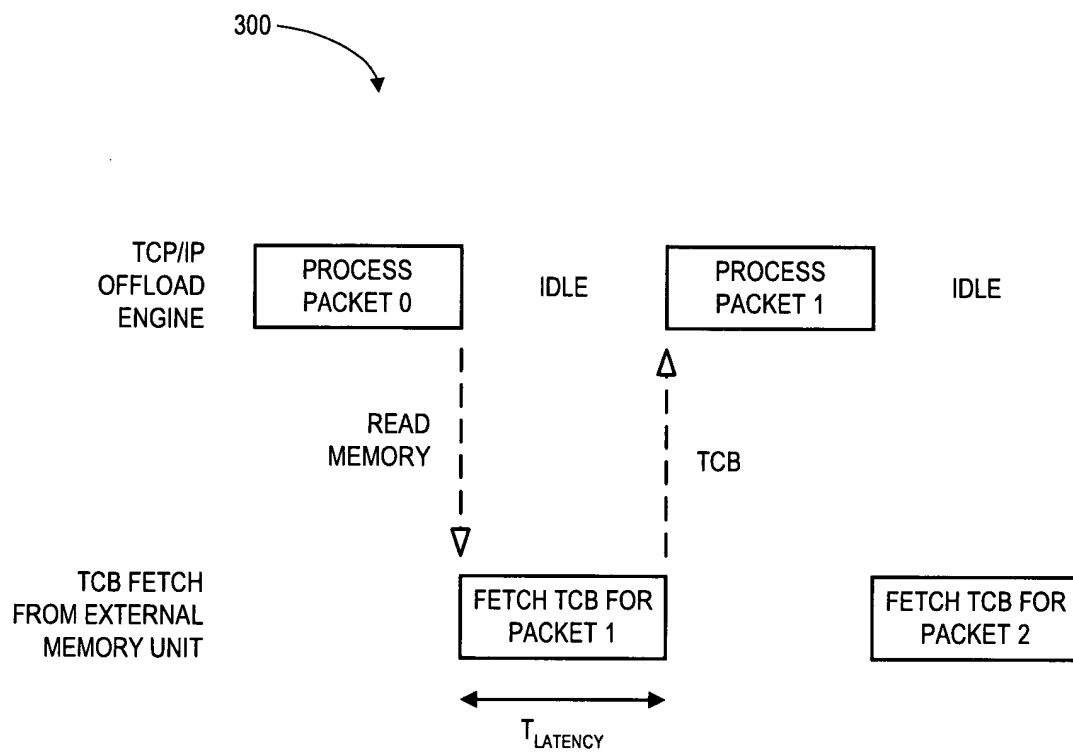 300
TCP/IP
OFFLOAD
ENGINE
PROCESS
PACKET 0
IDLE
PROCESS
PACKET 1
IDLE
READ
MEMORY
TCB
TCB FETCH
FROM EXTERNAL
MEMORY UNIT
FETCH TCB FOR
PACKET 1
FETCH TCB FOR
PACKET 2
TLATENCY